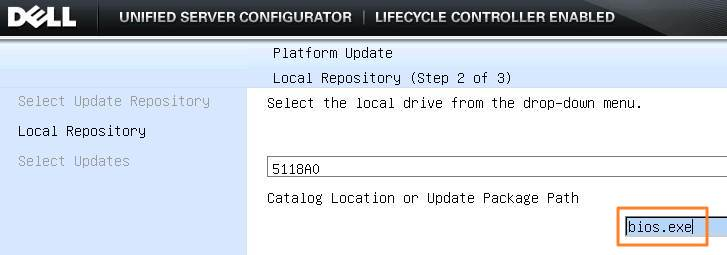 DELL UNIFIED SERVER CONFIGURATOR | LIFECYCLE CONTROLLER ENABLED
Platform Update
Local Repository (Step 2 of 3)
Select Update Repository
Local Repository
Select Updates
Select the local drive from the drop-down menu.
5118A0
Catalog Location or Update Package Path
bios.exe